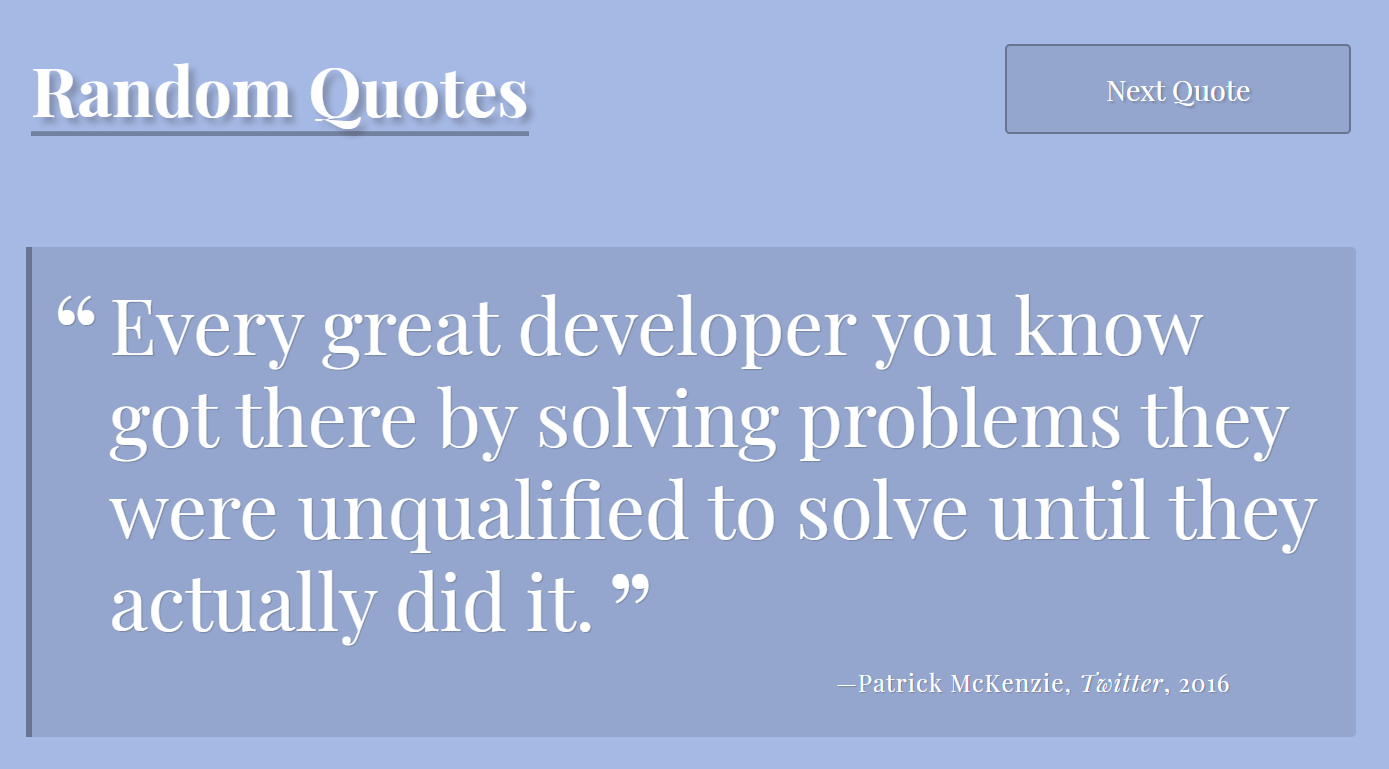 Random Quotes
Next Quote
“Every great developer you know
got there by solving problems they
were unqualified to solve until they
actually did it. ”
—Patrick McKenzie, Twitter, 2016